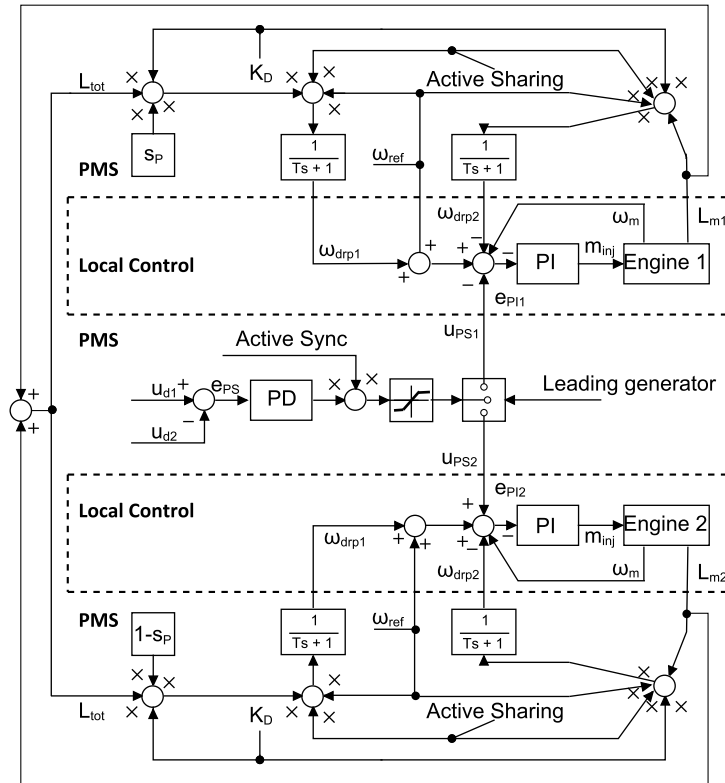 L_tot
K_D
Active Sharing
s_P
PMS
1
Ts + 1
ω_ref
1
Ts + 1
ω_drp1
ω_drp2
ω_m
L_m1
Local Control
+
+
+
−
−
−
PI
m_inj
Engine 1
e_PI1
PMS
u_PS1
Active Sync
u_d1
+
e_PS
PD
Leading generator
u_d2
−
+
+
u_PS2
Local Control
e_PI2
ω_drp1
+
+
+
+
−
−
PI
m_inj
Engine 2
ω_drp2
ω_m
L_m2
PMS
1-s_P
1
Ts + 1
ω_ref
1
Ts + 1
L_tot
K_D
Active Sharing